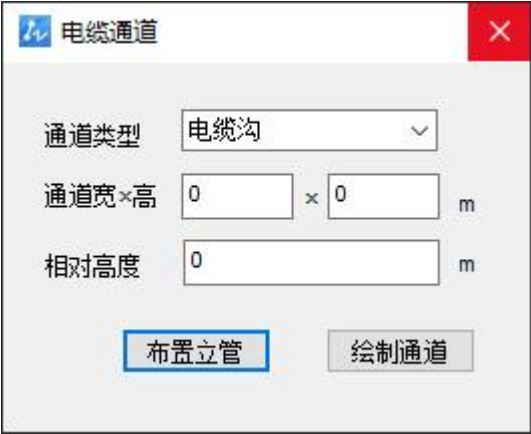 电缆通道
通道类型 电缆沟
通道宽×高 0 × 0 m
相对高度 0 m
布置立管 绘制通道